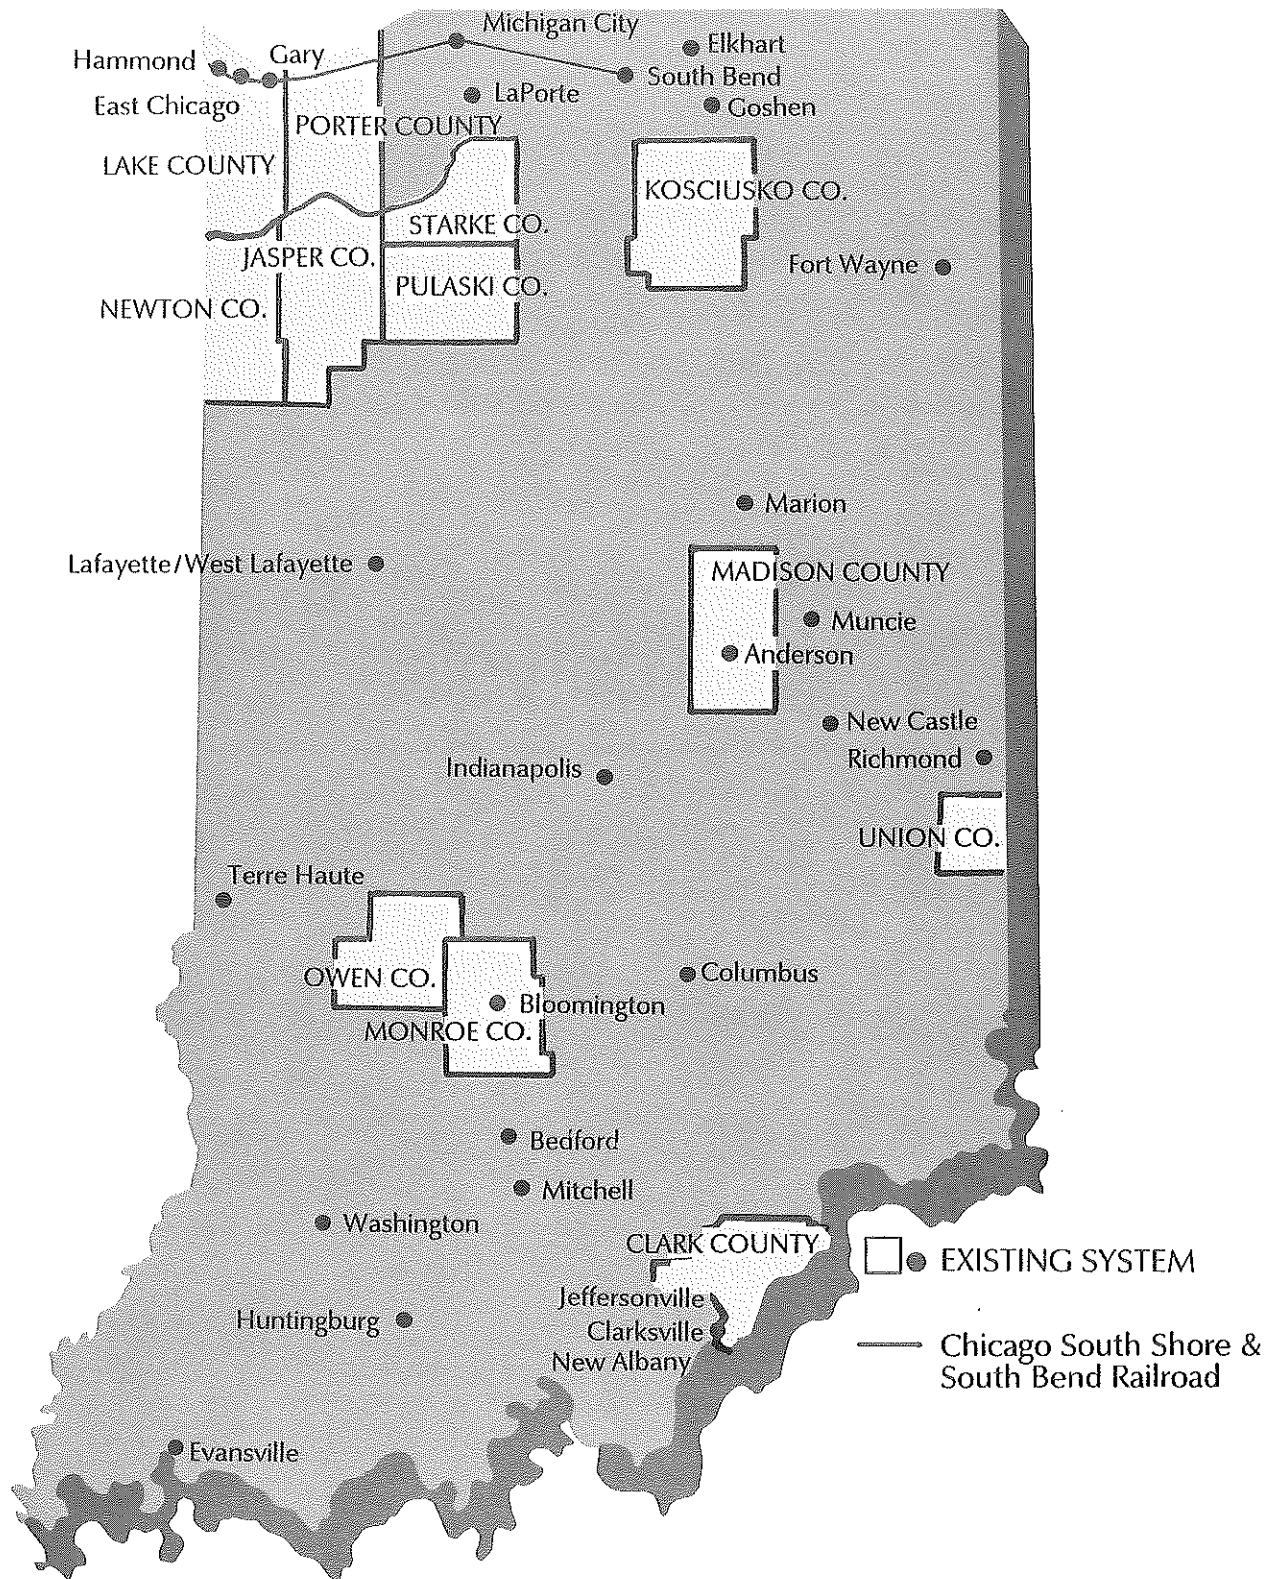 Michigan City
Elkhart
Hammond
Gary
South Bend
LaPorte
East Chicago
Goshen
PORTER COUNTY
LAKE COUNTY
KOSCIUSKO CO.
STARKE CO.
JASPER CO.
Fort Wayne
PULASKI CO.
NEWTON CO.
Marion
Lafayette/West Lafayette
MADISON COUNTY
Muncie
Anderson
New Castle
Richmond
Indianapolis
UNION CO.
Terre Haute
Columbus
OWEN CO.
Bloomington
MONROE CO.
Bedford
Mitchell
Washington
CLARK COUNTY
EXISTING SYSTEM
Jeffersonville
Huntingburg
Clarksville
New Albany
Chicago South Shore &
South Bend Railroad
Evansville